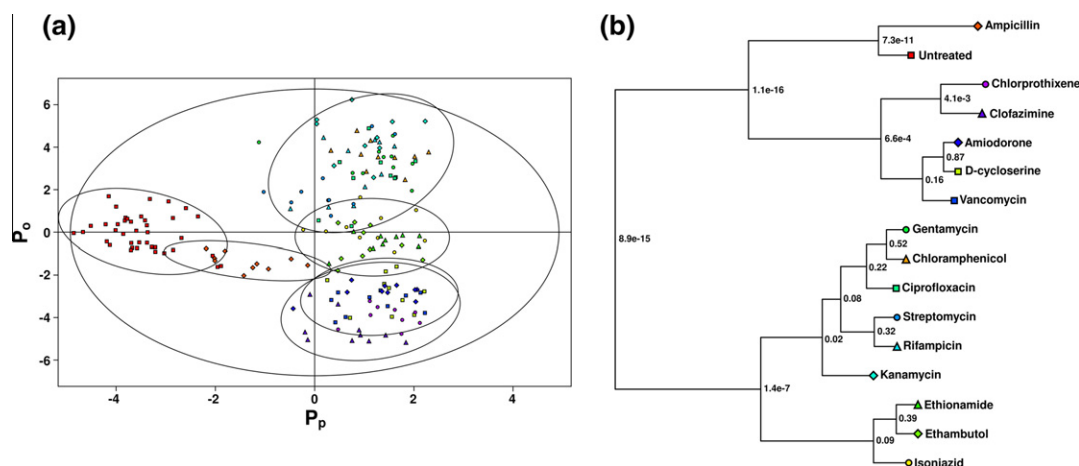 (a)
6
4
2
0
-2
-4
-6
P_o
-4
-2
0
2
4
P_p
(b)
Ampicillin
7.3e-11
Untreated
1.1e-16
Chlorprothixene
4.1e-3
Clofazimine
6.6e-4
Amiodorone
0.87
D-cycloserine
0.16
Vancomycin
8.9e-15
Gentamycin
0.52
Chloramphenicol
0.22
Ciprofloxacin
0.08
Streptomycin
0.32
Rifampicin
0.02
Kanamycin
1.4e-7
Ethionamide
0.39
Ethambutol
0.09
Isoniazid